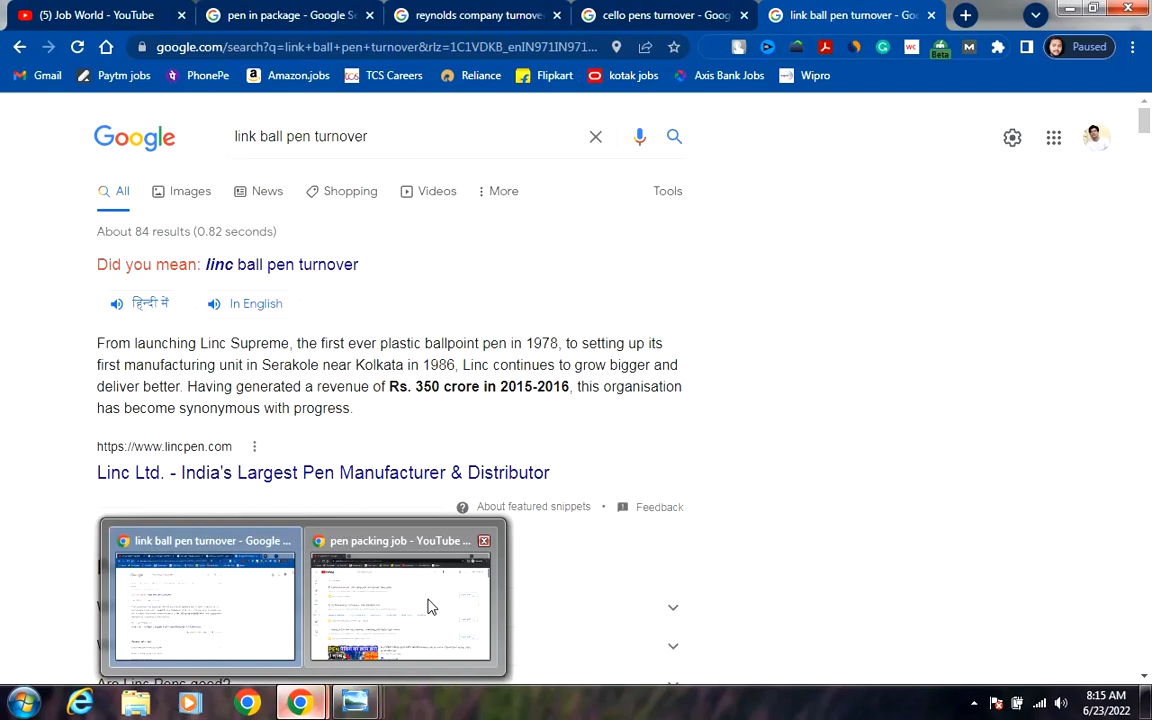 (5) Job World - YouTube
pen in package - Google Se
reynolds company turnove
cello pens turnover - Goog
link ball pen turnover - Goo
google.com/search?q=link+ball+pen+turnover&rlz=1C1VDKB_enIN971IN971...
WC
Beta
M
Paused
Gmail
Paytm jobs
PhonePe
Amazon.jobs
TCS Careers
Reliance
Flipkart
kotak jobs
Axis Bank Jobs
Wipro
Google
link ball pen turnover
All
Images
News
Shopping
Videos
More
Tools
About 84 results (0.82 seconds)
Did you mean: linc ball pen turnover
हिन्दी में
In English
From launching Linc Supreme, the first ever plastic ballpoint pen in 1978, to setting up its
first manufacturing unit in Serakole near Kolkata in 1986, Linc continues to grow bigger and
deliver better. Having generated a revenue of Rs. 350 crore in 2015-2016, this organisation
has become synonymous with progress.
https://www.lincpen.com
Linc Ltd. - India's Largest Pen Manufacturer & Distributor
About featured snippets
•
Feedback
link ball pen turnover - Google ...
pen packing job - YouTube ...
Are Linc Pens good?
8:15 AM
6/23/2022